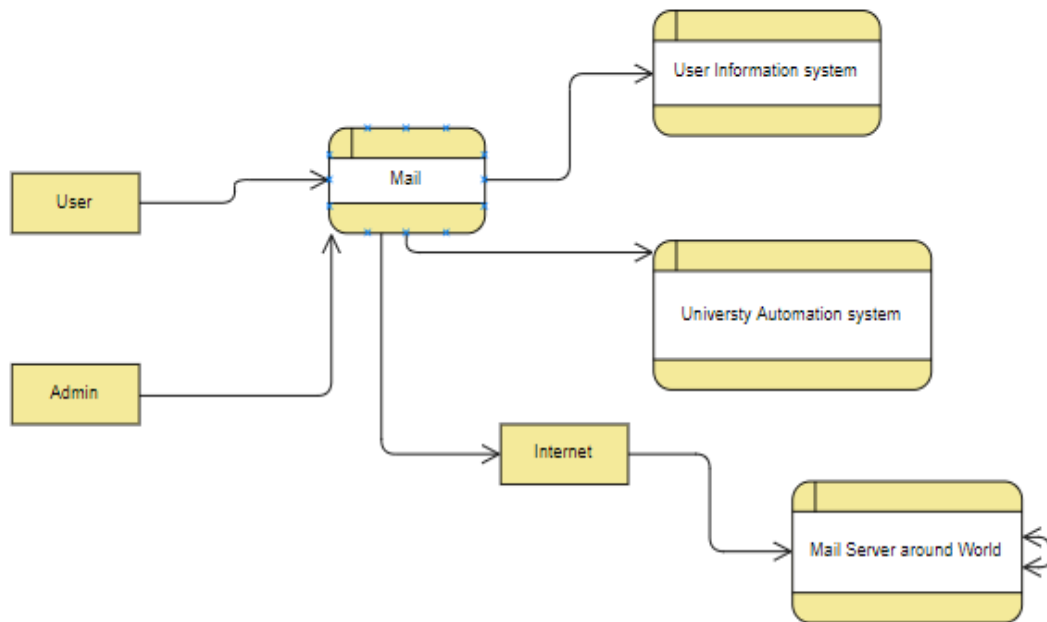 User Information system
Mail
User
Universty Automation system
Admin
Internet
Mail Server around World